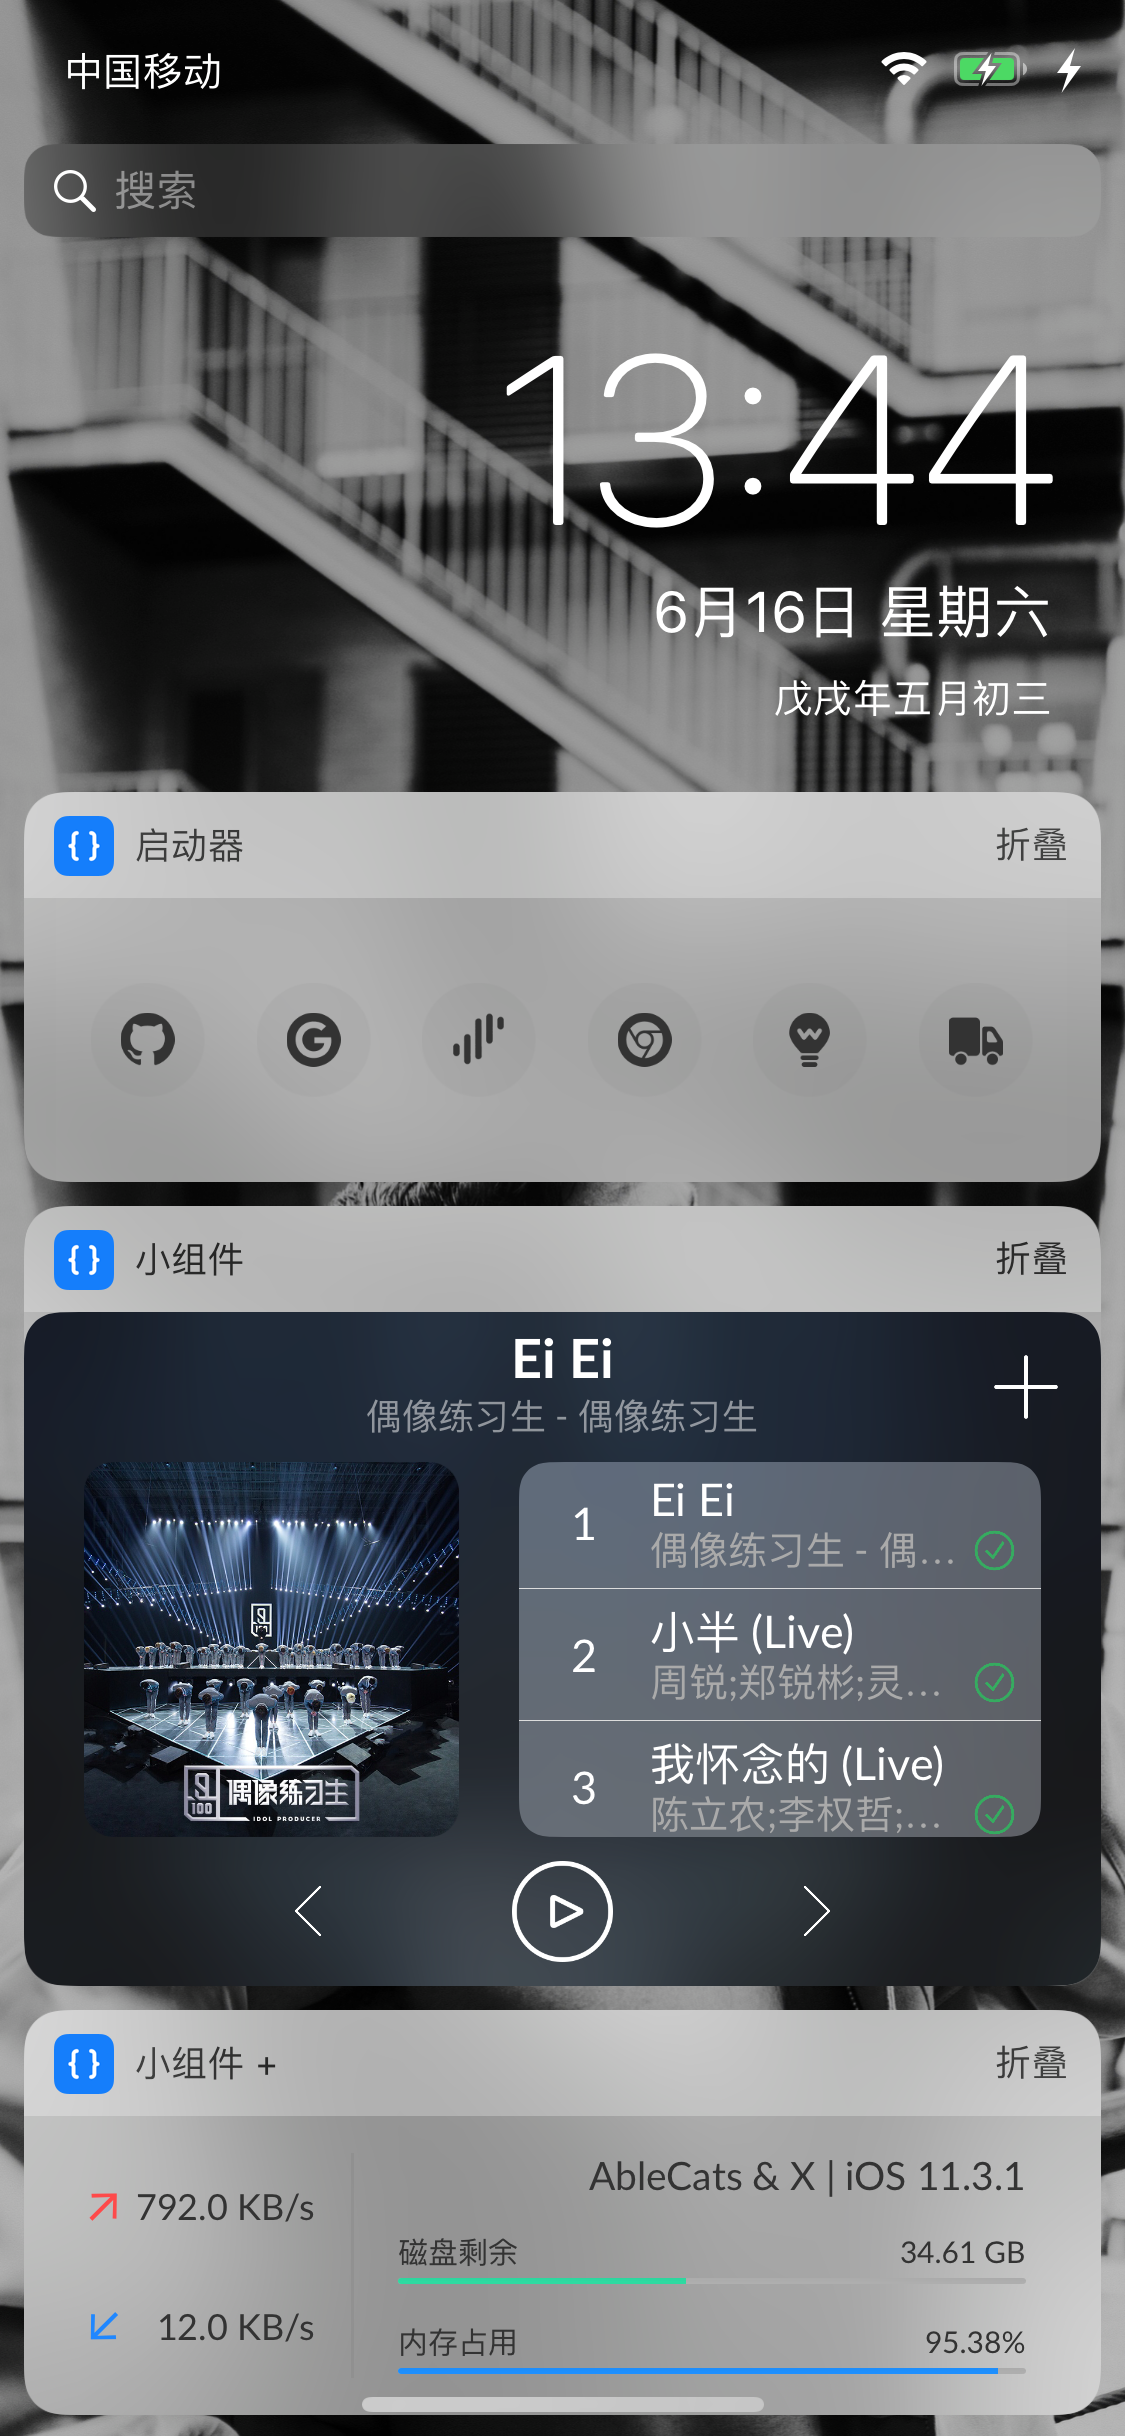 中国移动
搜索
13:44
6月16日 星期六
戊戌年五月初三
启动器
折叠
小组件
折叠
Ei Ei
偶像练习生 - 偶像练习生
1
Ei Ei
偶像练习生 - 偶...
2
小半 (Live)
周锐;郑锐彬;灵...
3
我怀念的 (Live)
陈立农;李权哲;...
100
偶像练习生
IDOL PRODUCER
小组件 +
折叠
792.0 KB/s
12.0 KB/s
AbleCats & X | iOS 11.3.1
磁盘剩余
34.61 GB
内存占用
95.38%